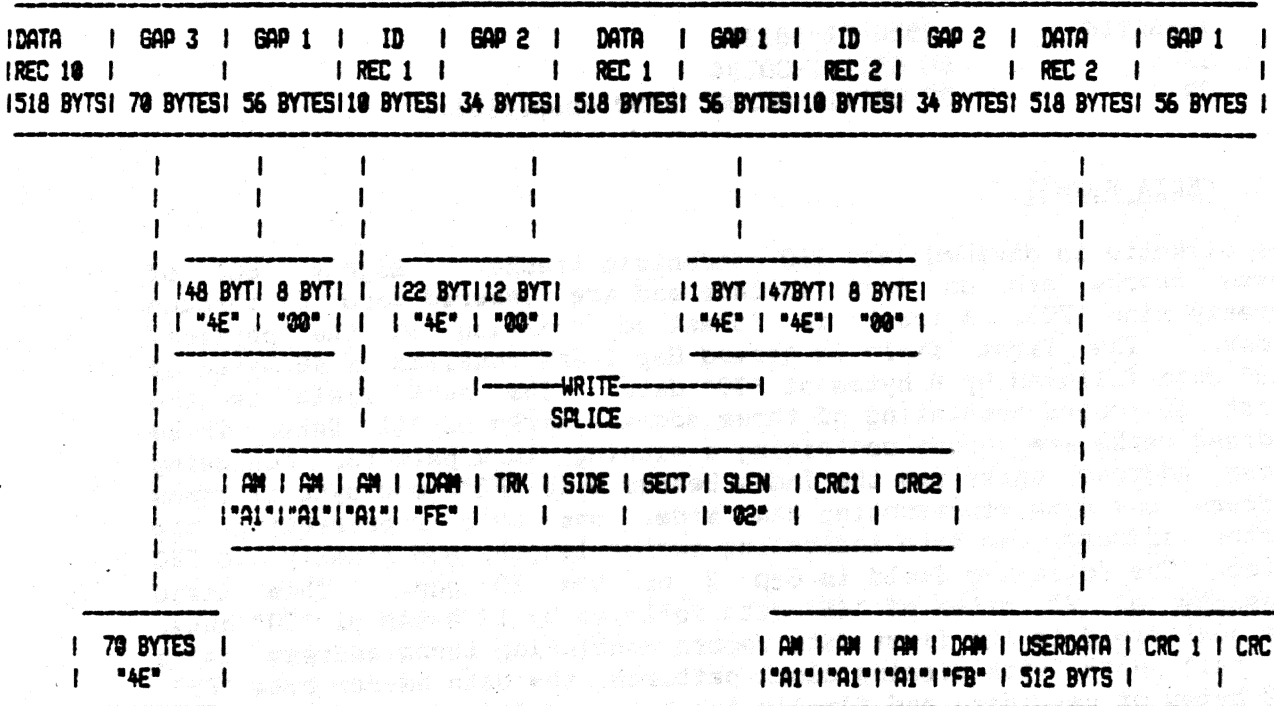 DATA | GAP 3 | GAP 1 | ID | GAP 2 | DATA | GAP 1 | ID | GAP 2 | DATA | GAP 1
REC 10 | | | REC 1 | | REC 1 | | REC 2 | | REC 2 |
518 BYTS | 70 BYTES | 56 BYTES | 10 BYTES | 34 BYTES | 518 BYTES | 56 BYTES | 10 BYTES | 34 BYTES | 518 BYTES | 56 BYTES
48 BYT | 8 BYT | 22 BYT | 12 BYT | 1 BYT | 47BYT | 8 BYTE
"4E" | "00" | "4E" | "00" | "4E" | "4E" | "00"
WRITE
SPLICE
AM | AM | AM | IDAM | TRK | SIDE | SECT | SLEN | CRC1 | CRC2
"A1" | "A1" | "A1" | "FE" | | | | "02" | |
70 BYTES | AM | AM | AM | DAM | USERDATA | CRC 1 | CRC
"4E" | "A1" | "A1" | "A1" | "FB" | 512 BYTS | |